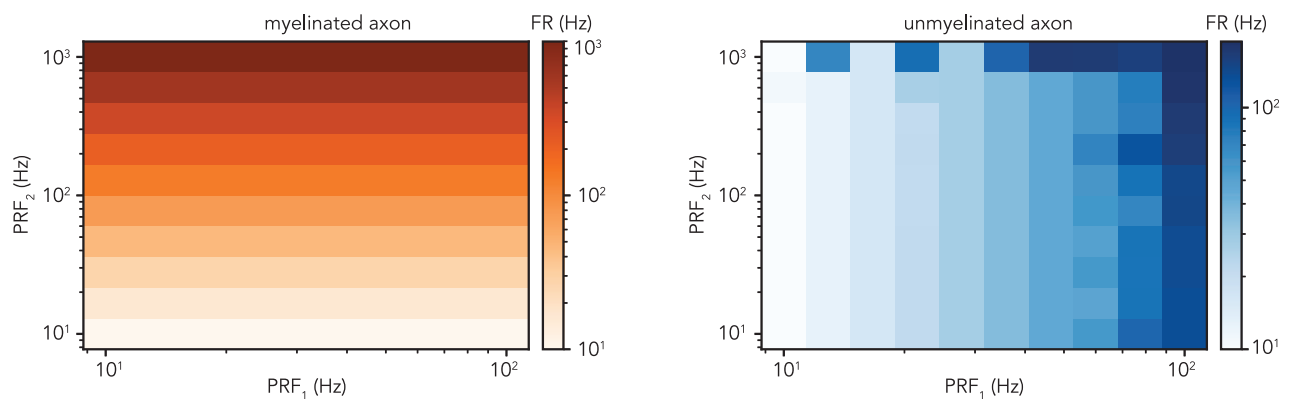 myelinated axon
FR (Hz)
10³
10²
10¹
PRF₂ (Hz)
10³
10²
10¹
10¹
10²
PRF₁ (Hz)
unmyelinated axon
FR (Hz)
10²
10¹
PRF₂ (Hz)
10³
10²
10¹
10¹
10²
PRF₁ (Hz)